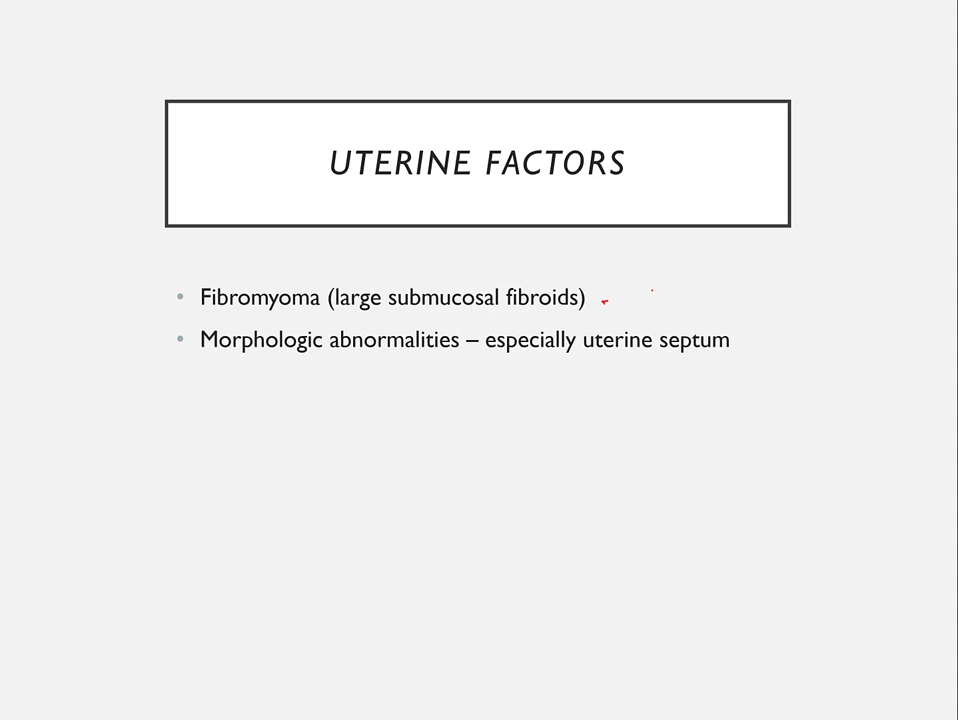 UTERINE FACTORS
• Fibromyoma (large submucosal fibroids)
• Morphologic abnormalities – especially uterine septum